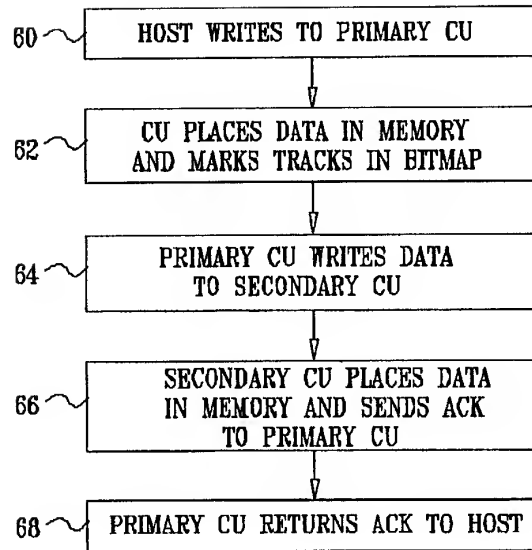 60 HOST WRITES TO PRIMARY CU
62 CU PLACES DATA IN MEMORY
AND MARKS TRACKS IN BITMAP
64 PRIMARY CU WRITES DATA
TO SECONDARY CU
66 SECONDARY CU PLACES DATA
IN MEMORY AND SENDS ACK
TO PRIMARY CU
68 PRIMARY CU RETURNS ACK TO HOST